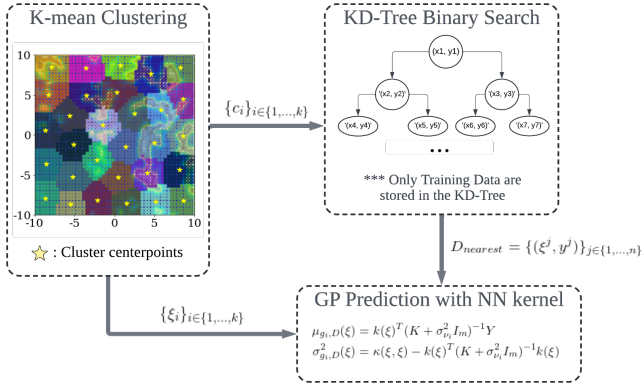 K-mean Clustering
10
5
0
-5
-10
-10
-5
0
5
10
: Cluster centerpoints
{c_i}_{i∈{1,...,k}}
KD-Tree Binary Search
(x1, y1)
'(x2, y2)'
'(x3, y3)'
'(x4, y4)'
'(x5, y5)'
'(x6, y6)'
'(x7, y7)'
•••
*** Only Training Data are
stored in the KD-Tree
D_{nearest} = {(ξ^j, y^j)}_{j∈{1,...,n}}
{ξ_i}_{i∈{1,...,k}}
GP Prediction with NN kernel
μ_{g_i,D}(ξ) = k(ξ)^T(K + σ²_{ν_i}I_m)^{-1}Y
σ²_{g_i,D}(ξ) = κ(ξ, ξ) − k(ξ)^T(K + σ²_{ν_i}I_m)^{-1}k(ξ)